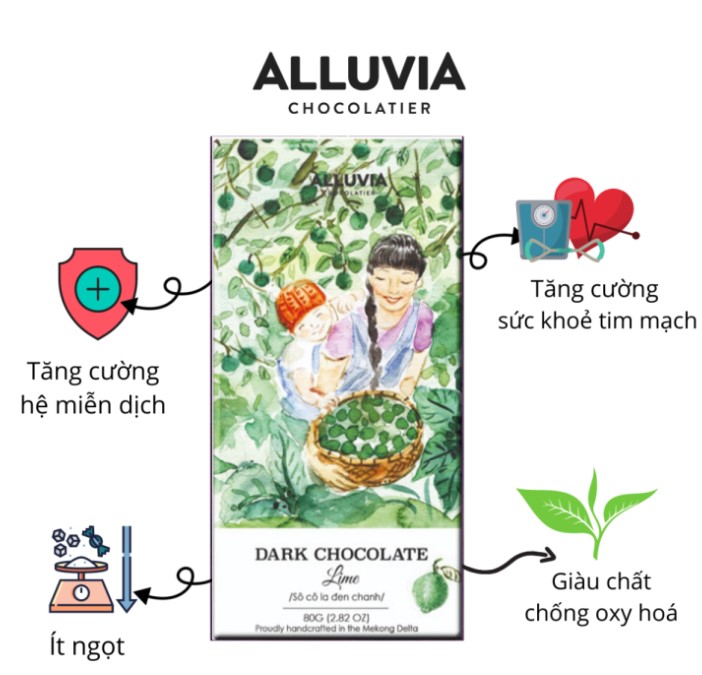 ALLUVIA
CHOCOLATIER
ALLUVIA
CHOCOLATIER
Tăng cường
sức khoẻ tim mạch
Tăng cường
hệ miễn dịch
DARK CHOCOLATE
Lime
/Sô cô la đen chanh/
80G (2.82 OZ)
Proudly handcrafted in the Mekong Delta
Giàu chất
chống oxy hoá
Ít ngọt